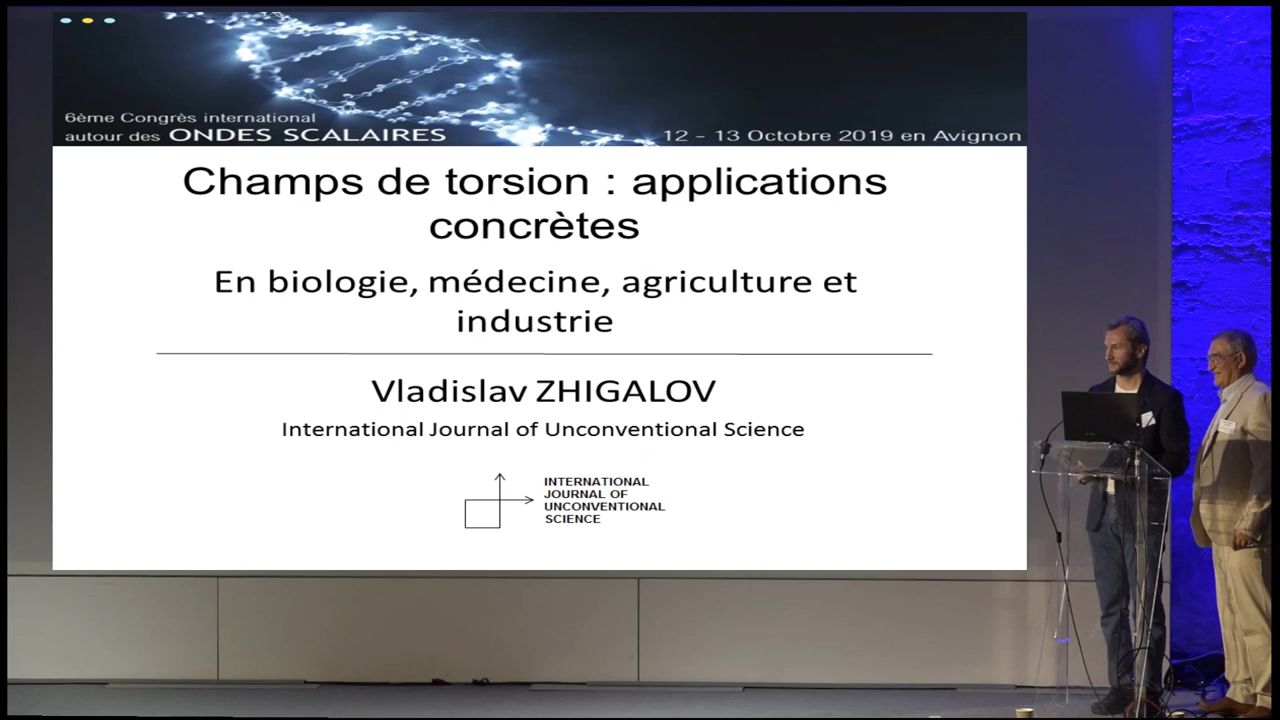 6ème Congrès international
autour des ONDES SCALAIRES
12 - 13 Octobre 2019 en Avignon
Champs de torsion : applications
concrètes
En biologie, médecine, agriculture et
industrie
Vladislav ZHIGALOV
International Journal of Unconventional Science
INTERNATIONAL
JOURNAL OF
UNCONVENTIONAL
SCIENCE